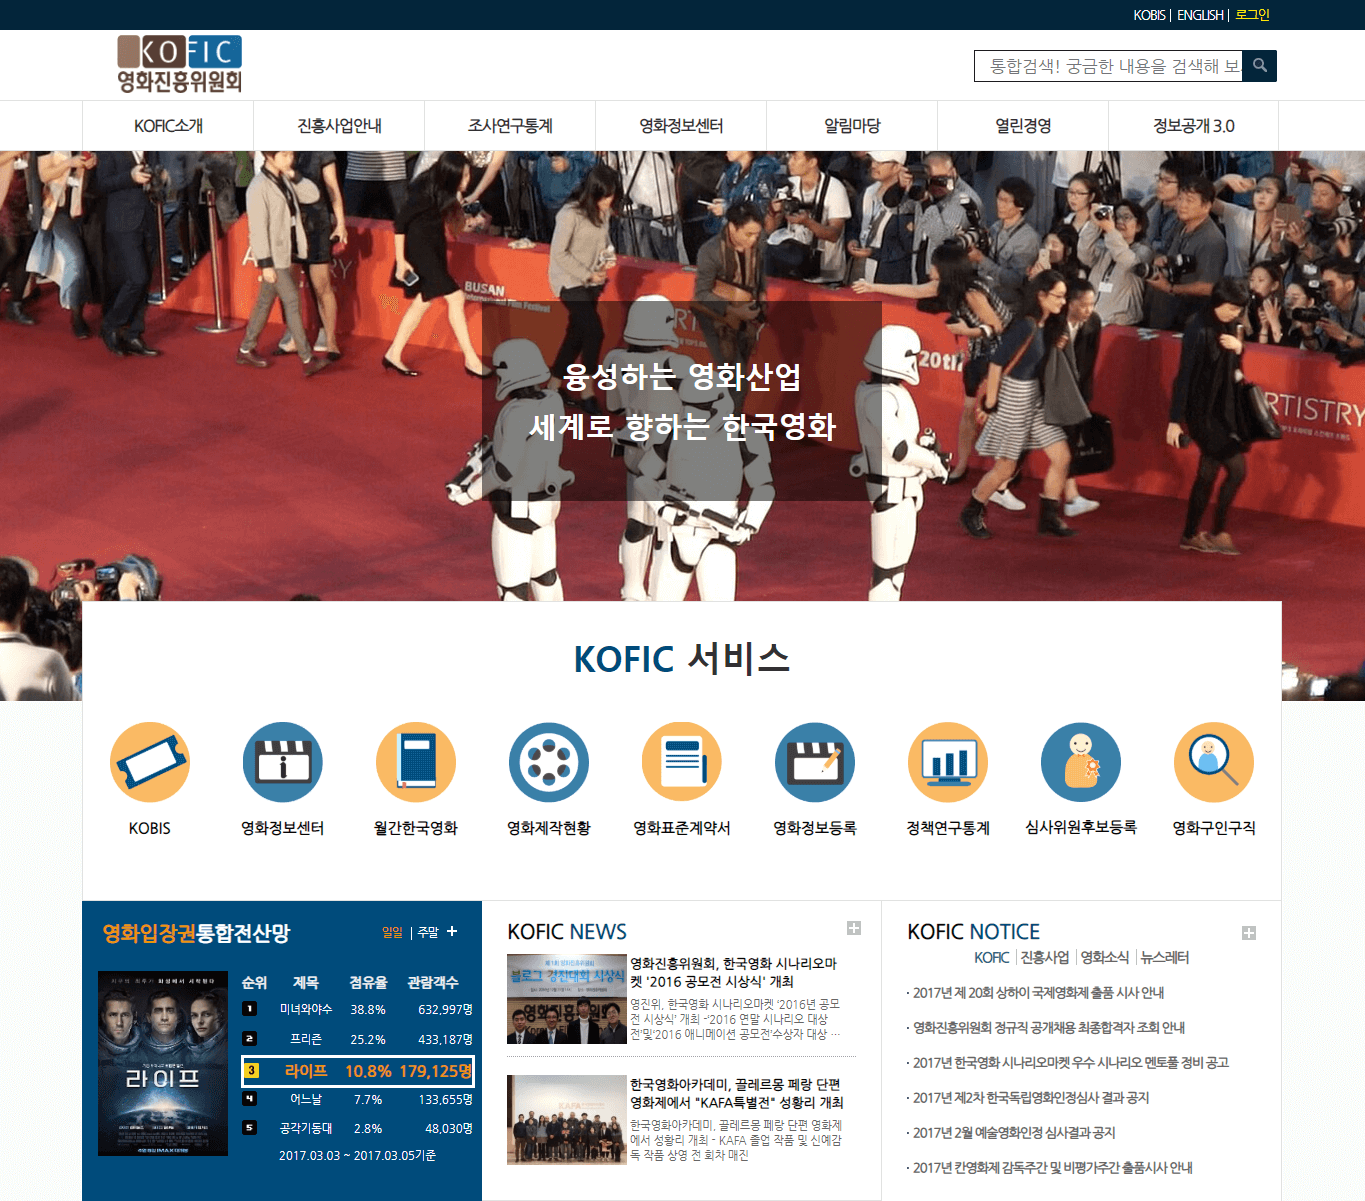 KOBIS | ENGLISH | 로그인
KOFIC
영화진흥위원회
통합검색! 궁금한 내용을 검색해 보
KOFIC소개
진흥사업안내
조사연구통계
영화정보센터
알림마당
열린경영
정보공개 3.0
BUSAN
International Film Festival
ARTISTRY
20th
ARTISTRY
융성하는 영화산업
세계로 향하는 한국영화
KOFIC 서비스
KOBIS
영화정보센터
월간한국영화
영화제작현황
영화표준계약서
영화정보등록
정책연구통계
심사위원후보등록
영화구인구직
영화입장권통합전산망
일일 | 주말 +
라이프
순위 제목 점유율 관람객수
1 미녀와야수 38.8% 632,997명
2 프리즌 25.2% 433,187명
3 라이프 10.8% 179,125명
4 어느날 7.7% 133,655명
5 공각기동대 2.8% 48,030명
2017.03.03 ~ 2017.03.05기준
KOFIC NEWS
블로그 경진대회 시상식
영화진흥위원회, 한국영화 시나리오마
켓 '2016 공모전 시상식' 개최
영진위, 한국영화 시나리오마켓 ‘2016년 공모
전 시상식’ 개최 -‘2016 연말 시나리오 대상
전’및‘2016 애니메이션 공모전’수상자 대상 …
한국영화아카데미, 끌레르몽 페랑 단편
영화제에서 "KAFA특별전" 성황리 개최
한국영화아카데미, 끌레르몽 페랑 단편 영화제
에서 성황리 개최 - KAFA 졸업 작품 및 신예감
독 작품 상영 전 회차 매진
KOFIC NOTICE
KOFIC | 진흥사업 | 영화소식 | 뉴스레터
· 2017년 제 20회 상하이 국제영화제 출품 시사 안내
· 영화진흥위원회 정규직 공개채용 최종합격자 조회 안내
· 2017년 한국영화 시나리오마켓 우수 시나리오 멘토풀 정비 공고
· 2017년 제2차 한국독립영화인정심사 결과 공지
· 2017년 2월 예술영화인정 심사결과 공지
· 2017년 칸영화제 감독주간 및 비평가주간 출품시사 안내